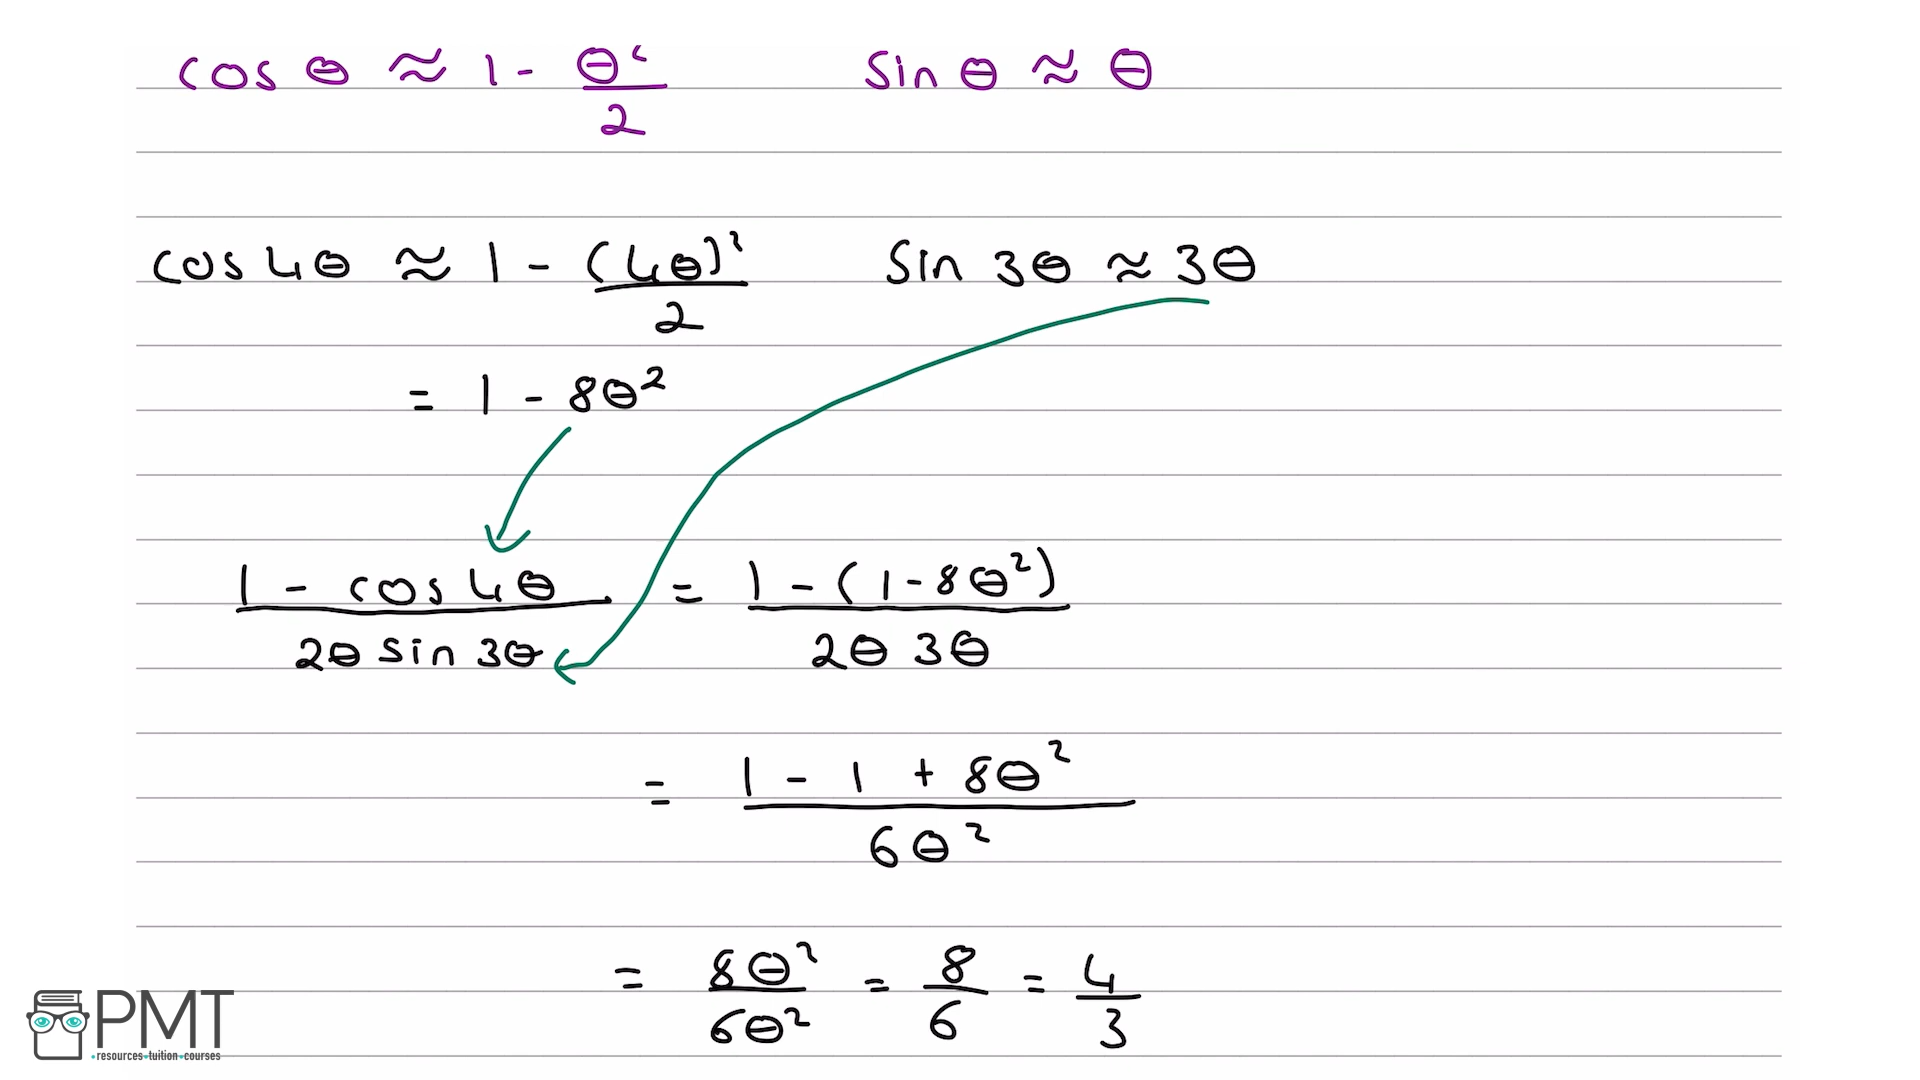 cos θ ≈ 1 - θ²/2    sin θ ≈ θ
cos 4θ ≈ 1 - (4θ)²/2    sin 3θ ≈ 3θ
= 1 - 8θ²
(1 - cos 4θ)/(2θ sin 3θ) = (1 - (1 - 8θ²))/(2θ 3θ)
= (1 - 1 + 8θ²)/(6θ²)
= 8θ²/6θ² = 8/6 = 4/3
PMT
•resources•tuition•courses